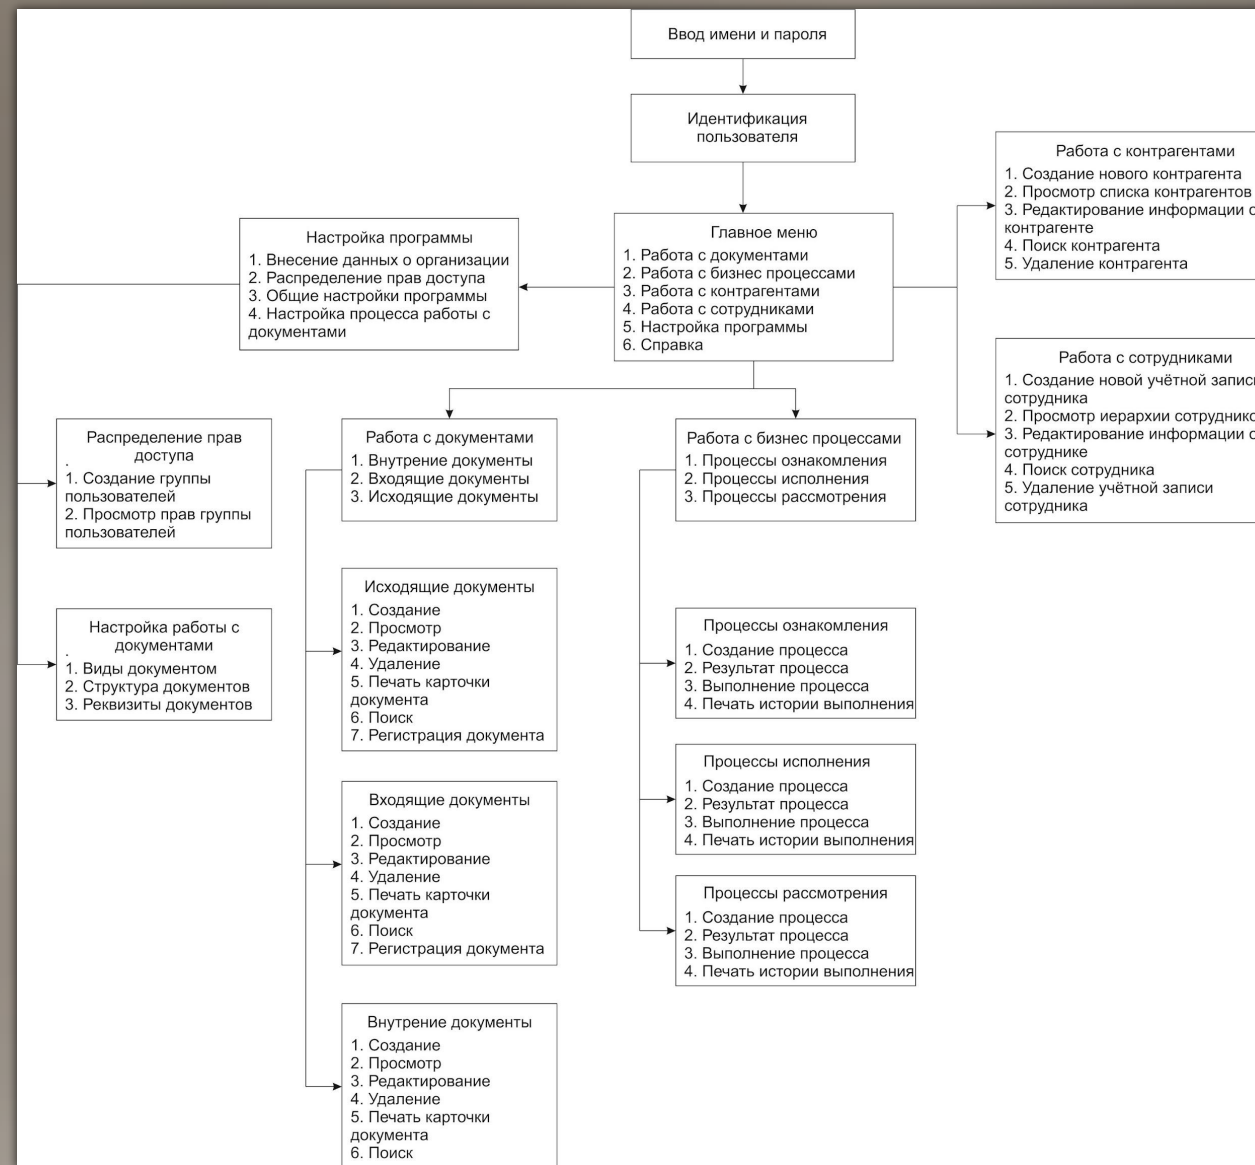 Ввод имени и пароля
Идентификация
пользователя
Главное меню
1. Работа с документами
2. Работа с бизнес процессами
3. Работа с контрагентами
4. Работа с сотрудниками
5. Настройка программы
6. Справка
Настройка программы
1. Внесение данных о организации
2. Распределение прав доступа
3. Общие настройки программы
4. Настройка процесса работы с
документами
Работа с контрагентами
1. Создание нового контрагента
2. Просмотр списка контрагентов
3. Редактирование информации о
контрагенте
4. Поиск контрагента
5. Удаление контрагента
Работа с сотрудниками
1. Создание новой учётной записи
сотрудника
2. Просмотр иерархии
3. Редактирование информации о
сотруднике
4. Поиск сотрудника
5. Удаление учётной записи
сотрудника
Распределение прав
доступа
.
1. Создание группы
пользователей
2. Просмотр прав группы
пользователей
Настройка работы с
документами
.
1. Виды документом
2. Структура документов
3. Реквизиты документов
Работа с документами
1. Внутрение документы
2. Входящие документы
3. Исходящие документы
Исходящие документы
1. Создание
2. Просмотр
3. Редактирование
4. Удаление
5. Печать карточки
документа
6. Поиск
7. Регистрация документа
Входящие документы
1. Создание
2. Просмотр
3. Редактирование
4. Удаление
5. Печать карточки
документа
6. Поиск
7. Регистрация документа
Внутрение документы
1. Создание
2. Просмотр
3. Редактирование
4. Удаление
5. Печать карточки
документа
6. Поиск
Работа с бизнес процессами
1. Процессы ознакомления
2. Процессы исполнения
3. Процессы рассмотрения
Процессы ознакомления
1. Создание процесса
2. Результат процесса
3. Выполнение процесса
4. Печать истории выполнения
Процессы исполнения
1. Создание процесса
2. Результат процесса
3. Выполнение процесса
4. Печать истории выполнения
Процессы рассмотрения
1. Создание процесса
2. Результат процесса
3. Выполнение процесса
4. Печать истории выполнения